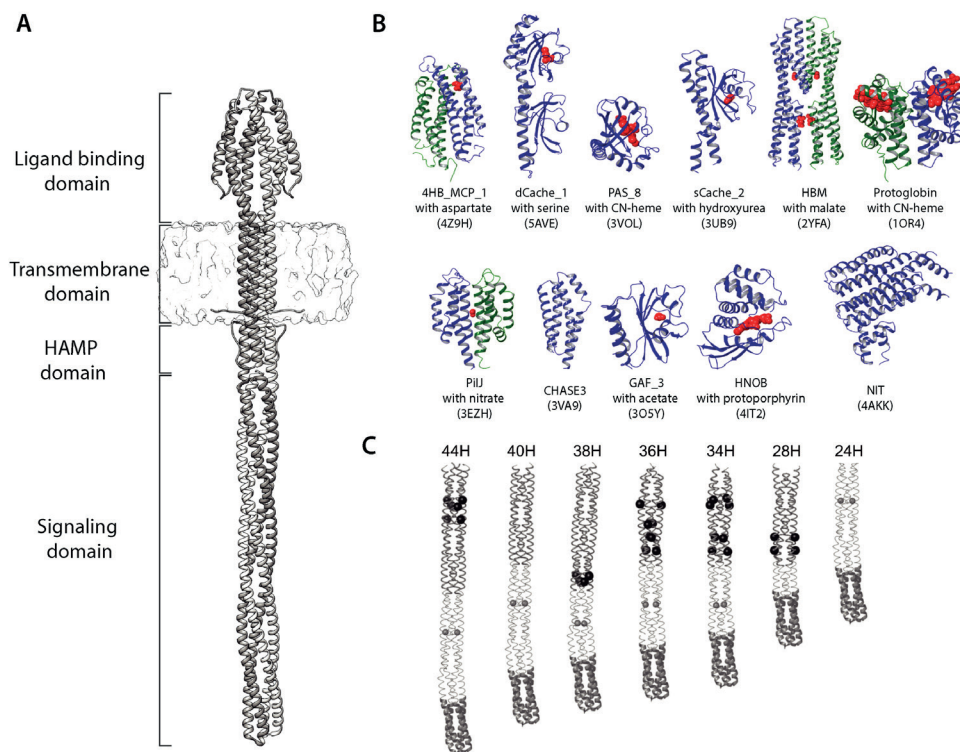 A
Ligand binding
domain
Transmembrane
domain
HAMP
domain
Signaling
domain
B
4HB_MCP_1
with aspartate
(4Z9H)
dCache_1
with serine
(5AVE)
PAS_8
with CN-heme
(3VOL)
sCache_2
with hydroxyurea
(3UB9)
HBM
with malate
(2YFA)
Protoglobin
with CN-heme
(1OR4)
PilJ
with nitrate
(3EZH)
CHASE3
(3VA9)
GAF_3
with acetate
(3O5Y)
HNOB
with protoporphyrin
(4IT2)
NIT
(4AKK)
C
44H
40H
38H
36H
34H
28H
24H